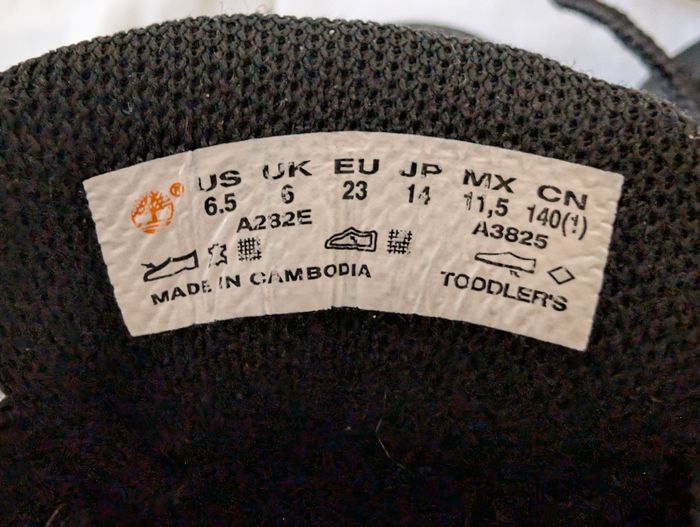 US UK EU JP MX CN
6.5 6 23 14 11,5 140(1)
A282E A3825
MADE IN CAMBODIA TODDLER'S